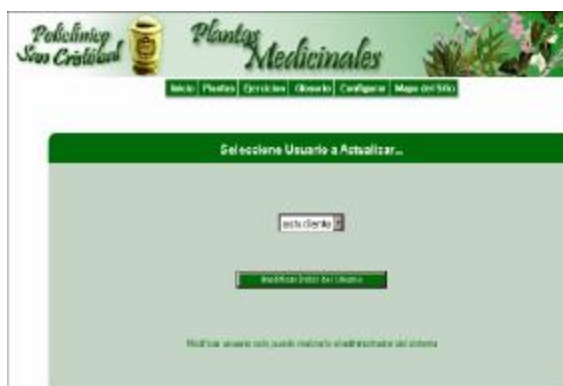 Policlínico
San Cristóbal
Plantas
Medicinales
Inicio Plantas Ejercicios Glosario Configurar Mapa del Sitio
Seleccione Usuario a Actualizar...
estudiante
Modificar Datos del Usuario
Modificar usuario solo puede realizarlo el administrador del sistema